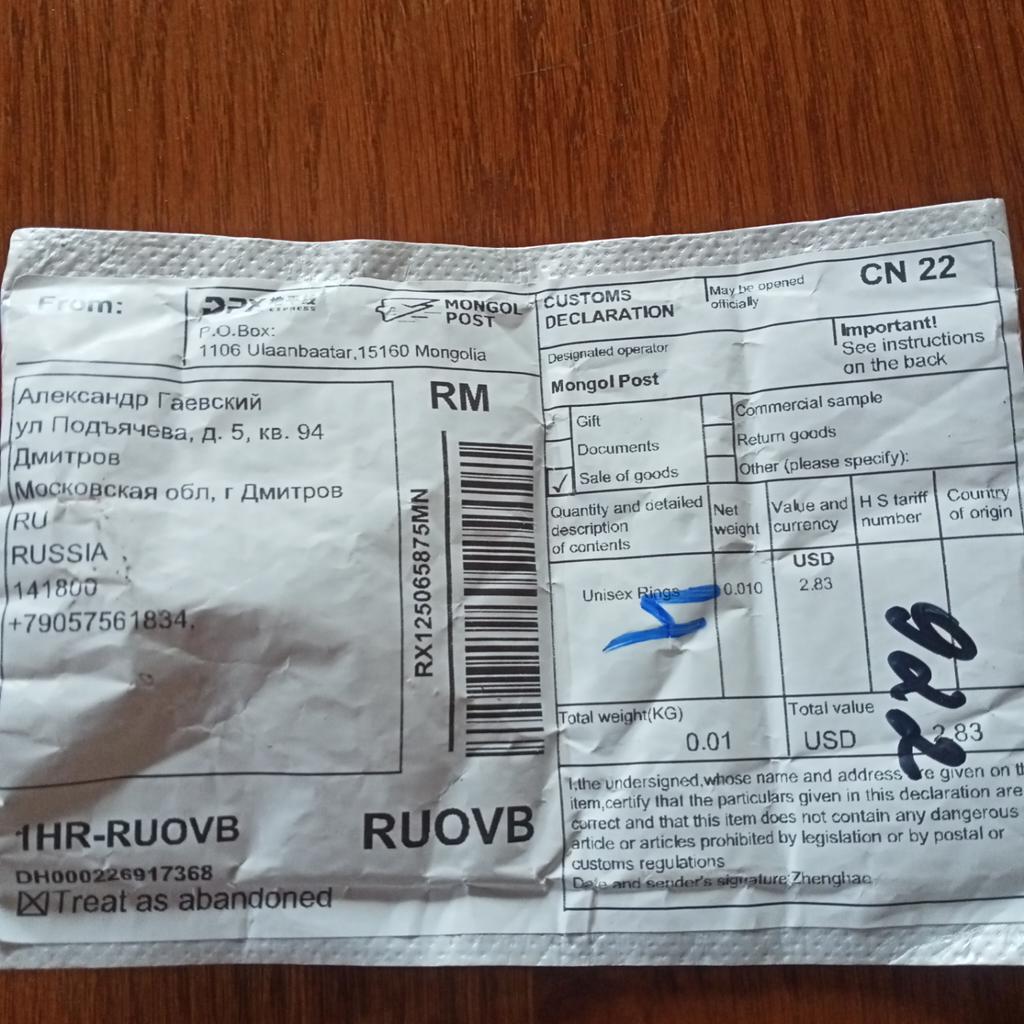 From:
DPX
EXPRESS
MONGOL
POST
P.O.Box:
1106 Ulaanbaatar,15160 Mongolia
Александр Гаевский
ул Подъячева, д. 5, кв. 94
Дмитров
Московская обл, г Дмитров
RU
RUSSIA
141800
+79057561834,
RM
RX125065875MN
1HR-RUOVB
RUOVB
DH000226917368
Treat as abandoned
CUSTOMS
DECLARATION
May be opened
officially
CN 22
Designated operator
Important!
See instructions
on the back
Mongol Post
Gift
Commercial sample
Documents
Return goods
Sale of goods
Other (please specify):
Quantity and detailed
description
of contents
Net
weight
Value and
currency
H S tariff
number
Country
of origin
USD
Unisex Rings
0.010
2.83
922
Total weight(KG)
0.01
Total value
USD
2.83
I,the undersigned,whose name and address are given on
item,certify that the particulars given in this declaration are
correct and that this item does not contain any dangerous
article or articles prohibited by legislation or by postal or
customs regulations
Date and sender's signature:Zhenghao